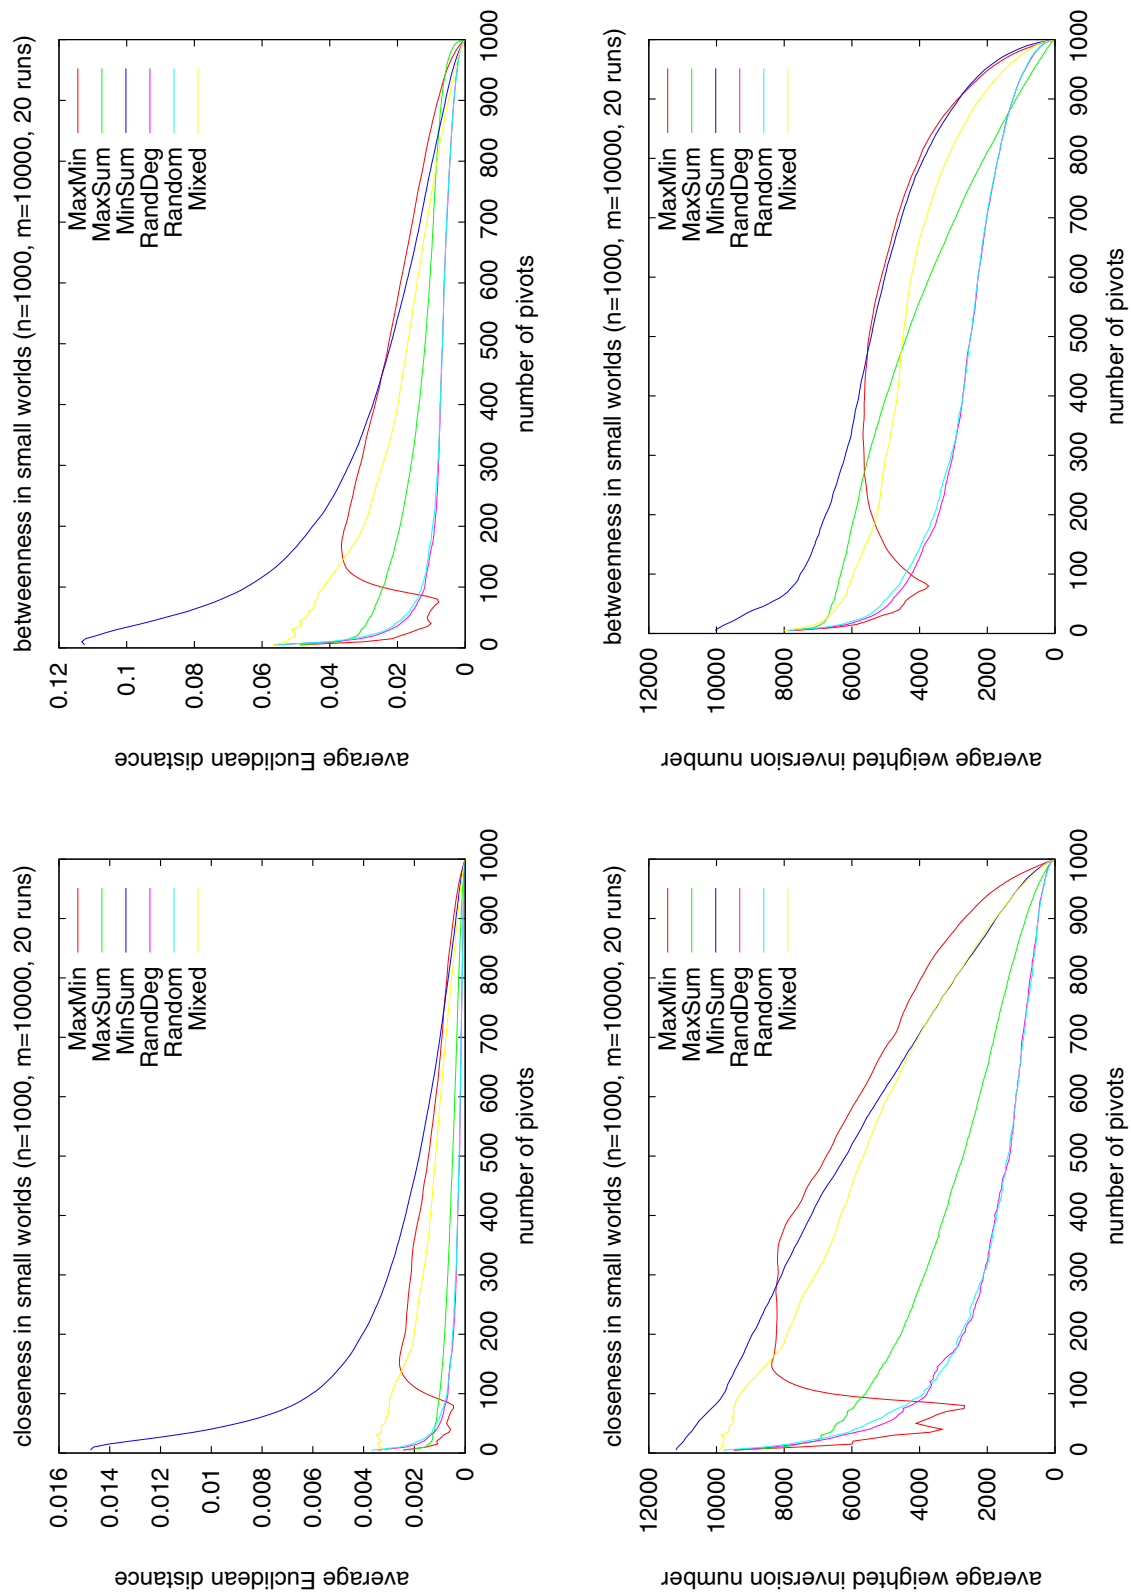 closeness in small worlds (n=1000, m=10000, 20 runs)
average Euclidean distance
0.016
0.014
0.012
0.01
0.008
0.006
0.004
0.002
0
MaxMin
MaxSum
MinSum
RandDeg
Random
Mixed
0 100 200 300 400 500 600 700 800 900 1000
number of pivots
betweenness in small worlds (n=1000, m=10000, 20 runs)
average Euclidean distance
0.12
0.1
0.08
0.06
0.04
0.02
0
MaxMin
MaxSum
MinSum
RandDeg
Random
Mixed
0 100 200 300 400 500 600 700 800 900 1000
number of pivots
closeness in small worlds (n=1000, m=10000, 20 runs)
average weighted inversion number
12000
10000
8000
6000
4000
2000
0
MaxMin
MaxSum
MinSum
RandDeg
Random
Mixed
0 100 200 300 400 500 600 700 800 900 1000
number of pivots
betweenness in small worlds (n=1000, m=10000, 20 runs)
average weighted inversion number
12000
10000
8000
6000
4000
2000
0
MaxMin
MaxSum
MinSum
RandDeg
Random
Mixed
0 100 200 300 400 500 600 700 800 900 1000
number of pivots